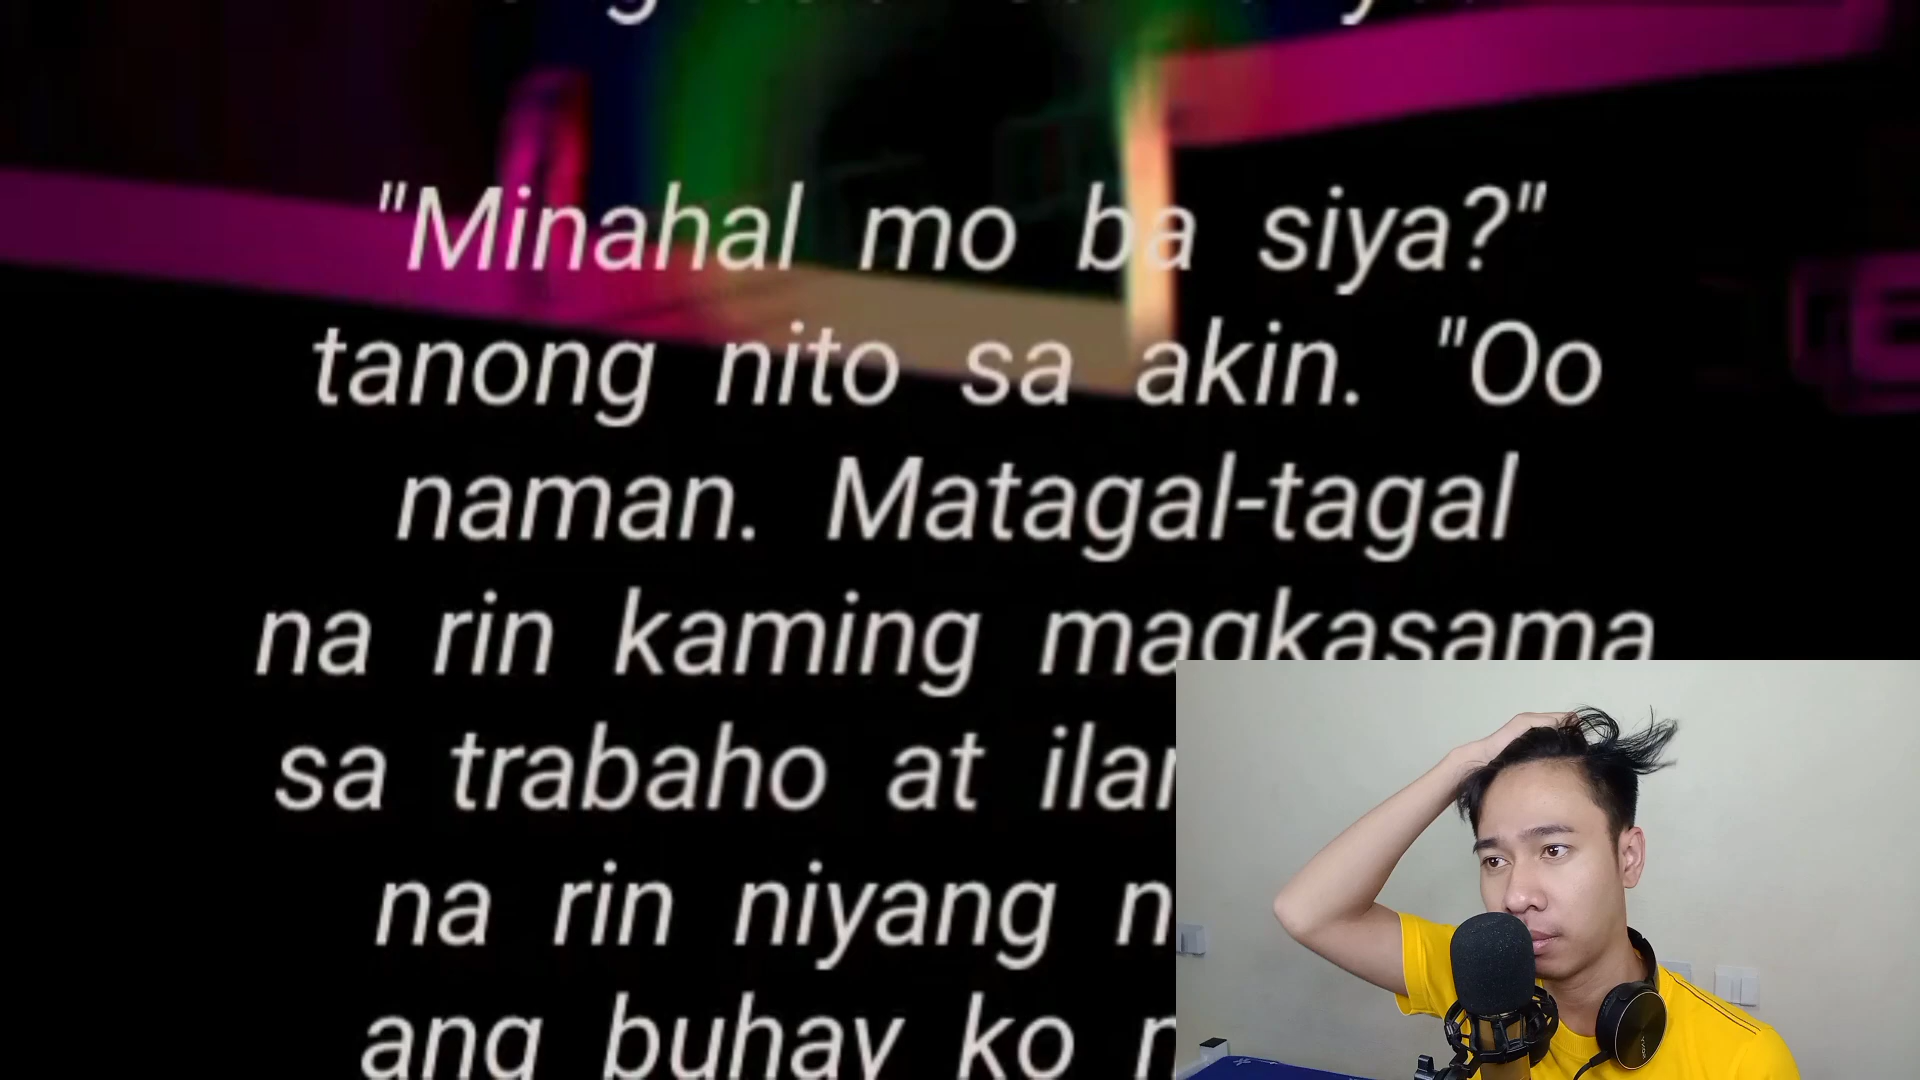 "Minahal mo ba siya?"
tanong nito sa akin. "Oo
naman. Matagal-tagal
na rin kaming magkasama
sa trabaho at
na rin niyang
ang buhay ko